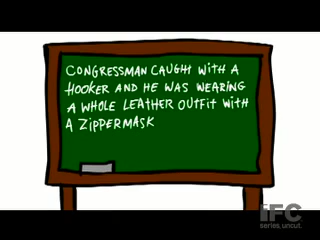 CONGRESSMAN CAUGHT WITH A
HOOKER AND HE WAS WEARING
A WHOLE LEATHER OUTFIT WITH
A ZIPPERMASK
IFC
series, uncut.